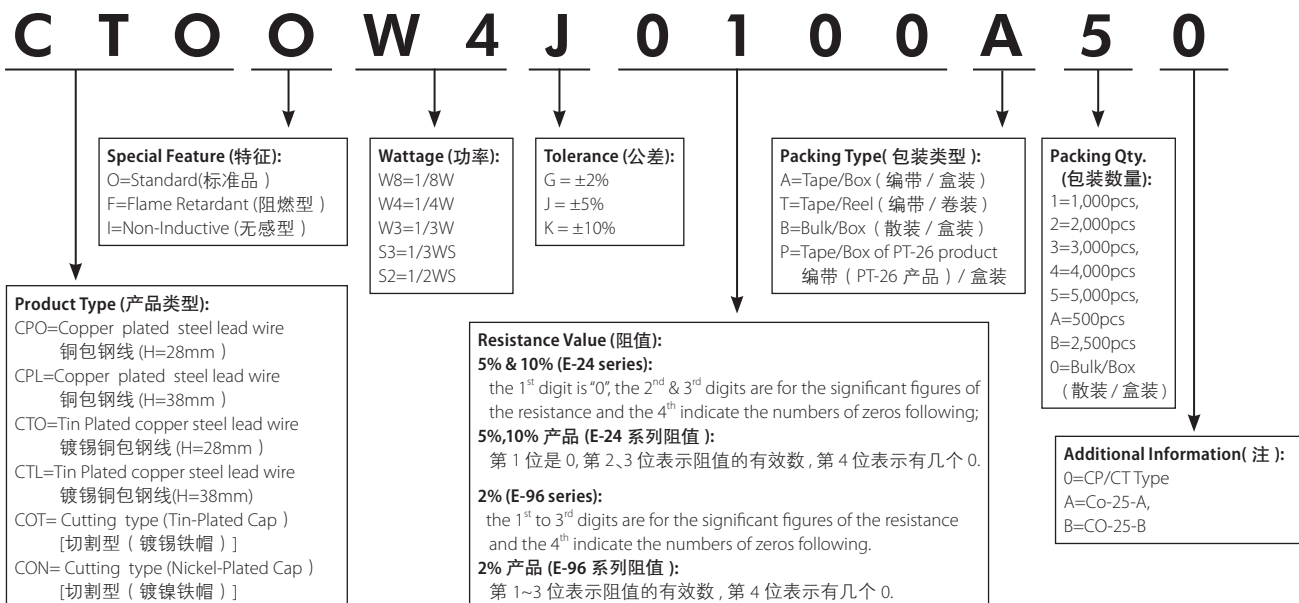 C T O O W 4 J 0 1 0 0 A 5 0
Special Feature (特征):
O=Standard(标准品 )
F=Flame Retardant (阻燃型 )
I=Non-Inductive (无感型 )
Wattage (功率):
W8=1/8W
W4=1/4W
W3=1/3W
S3=1/3WS
S2=1/2WS
Tolerance (公差):
G = ±2%
J = ±5%
K = ±10%
Packing Type( 包装类型 ):
A=Tape/Box ( 编带 / 盒装 )
T=Tape/Reel ( 编带 / 卷装 )
B=Bulk/Box ( 散装 / 盒装 )
P=Tape/Box of PT-26 product
编带 ( PT-26 产品 ) / 盒装
Packing Qty.
(包装数量):
1=1,000pcs,
2=2,000pcs
3=3,000pcs,
4=4,000pcs
5=5,000pcs,
A=500pcs
B=2,500pcs
0=Bulk/Box
( 散装 / 盒装 )
Product Type (产品类型):
CPO=Copper plated steel lead wire
铜包钢线 (H=28mm )
CPL=Copper plated steel lead wire
铜包钢线 (H=38mm )
CTO=Tin Plated copper steel lead wire
镀锡铜包钢线 (H=28mm )
CTL=Tin Plated copper steel lead wire
镀锡铜包钢线(H=38mm)
COT= Cutting type (Tin-Plated Cap )
[切割型 ( 镀锡铁帽 ) ]
CON= Cutting type (Nickel-Plated Cap )
[切割型 ( 镀镍铁帽 ) ]
Resistance Value (阻值):
5% & 10% (E-24 series):
the 1st digit is "0", the 2nd & 3rd digits are for the significant figures of
the resistance and the 4th indicate the numbers of zeros following;
5%,10% 产品 (E-24 系列阻值 ):
第 1 位是 0, 第 2、3 位表示阻值的有效数 , 第 4 位表示有几个 0.
2% (E-96 series):
the 1st to 3rd digits are for the significant figures of the resistance
and the 4th indicate the numbers of zeros following.
2% 产品 (E-96 系列阻值 ):
第 1~3 位表示阻值的有效数 , 第 4 位表示有几个 0.
Additional Information( 注 ):
0=CP/CT Type
A=Co-25-A,
B=CO-25-B